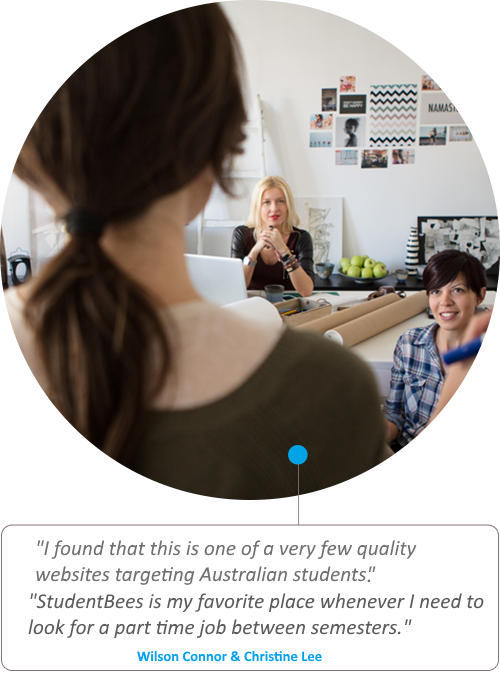 NAMAST
"I found that this is one of a very few quality
websites targeting Australian students."
"StudentBees is my favorite place whenever I need to
look for a part time job between semesters."
Wilson Connor & Christine Lee